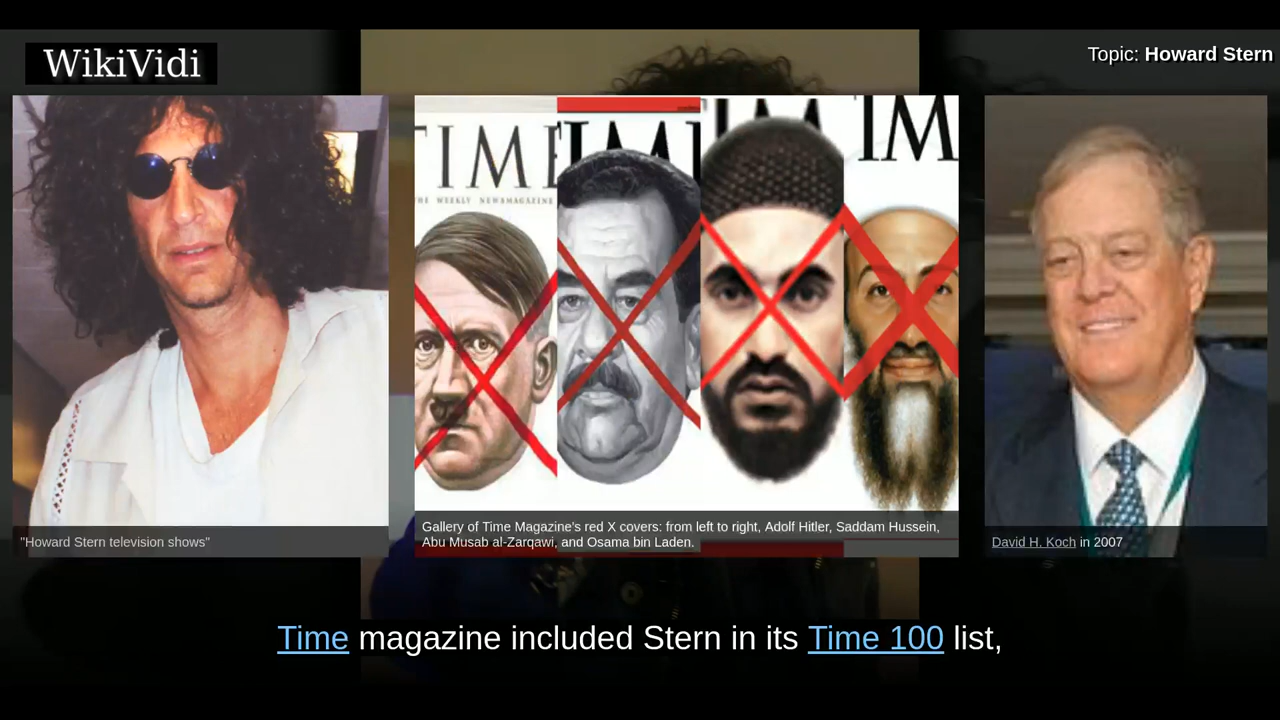 WikiVidi
Topic: Howard Stern
TIME
THE WEEKLY NEWSMAGAZINE
TIME
IM
IM
"Howard Stern television shows"
Gallery of Time Magazine's red X covers: from left to right, Adolf Hitler, Saddam Hussein,
Abu Musab al-Zarqawi, and Osama bin Laden.
David H. Koch in 2007
Time magazine included Stern in its Time 100 list,